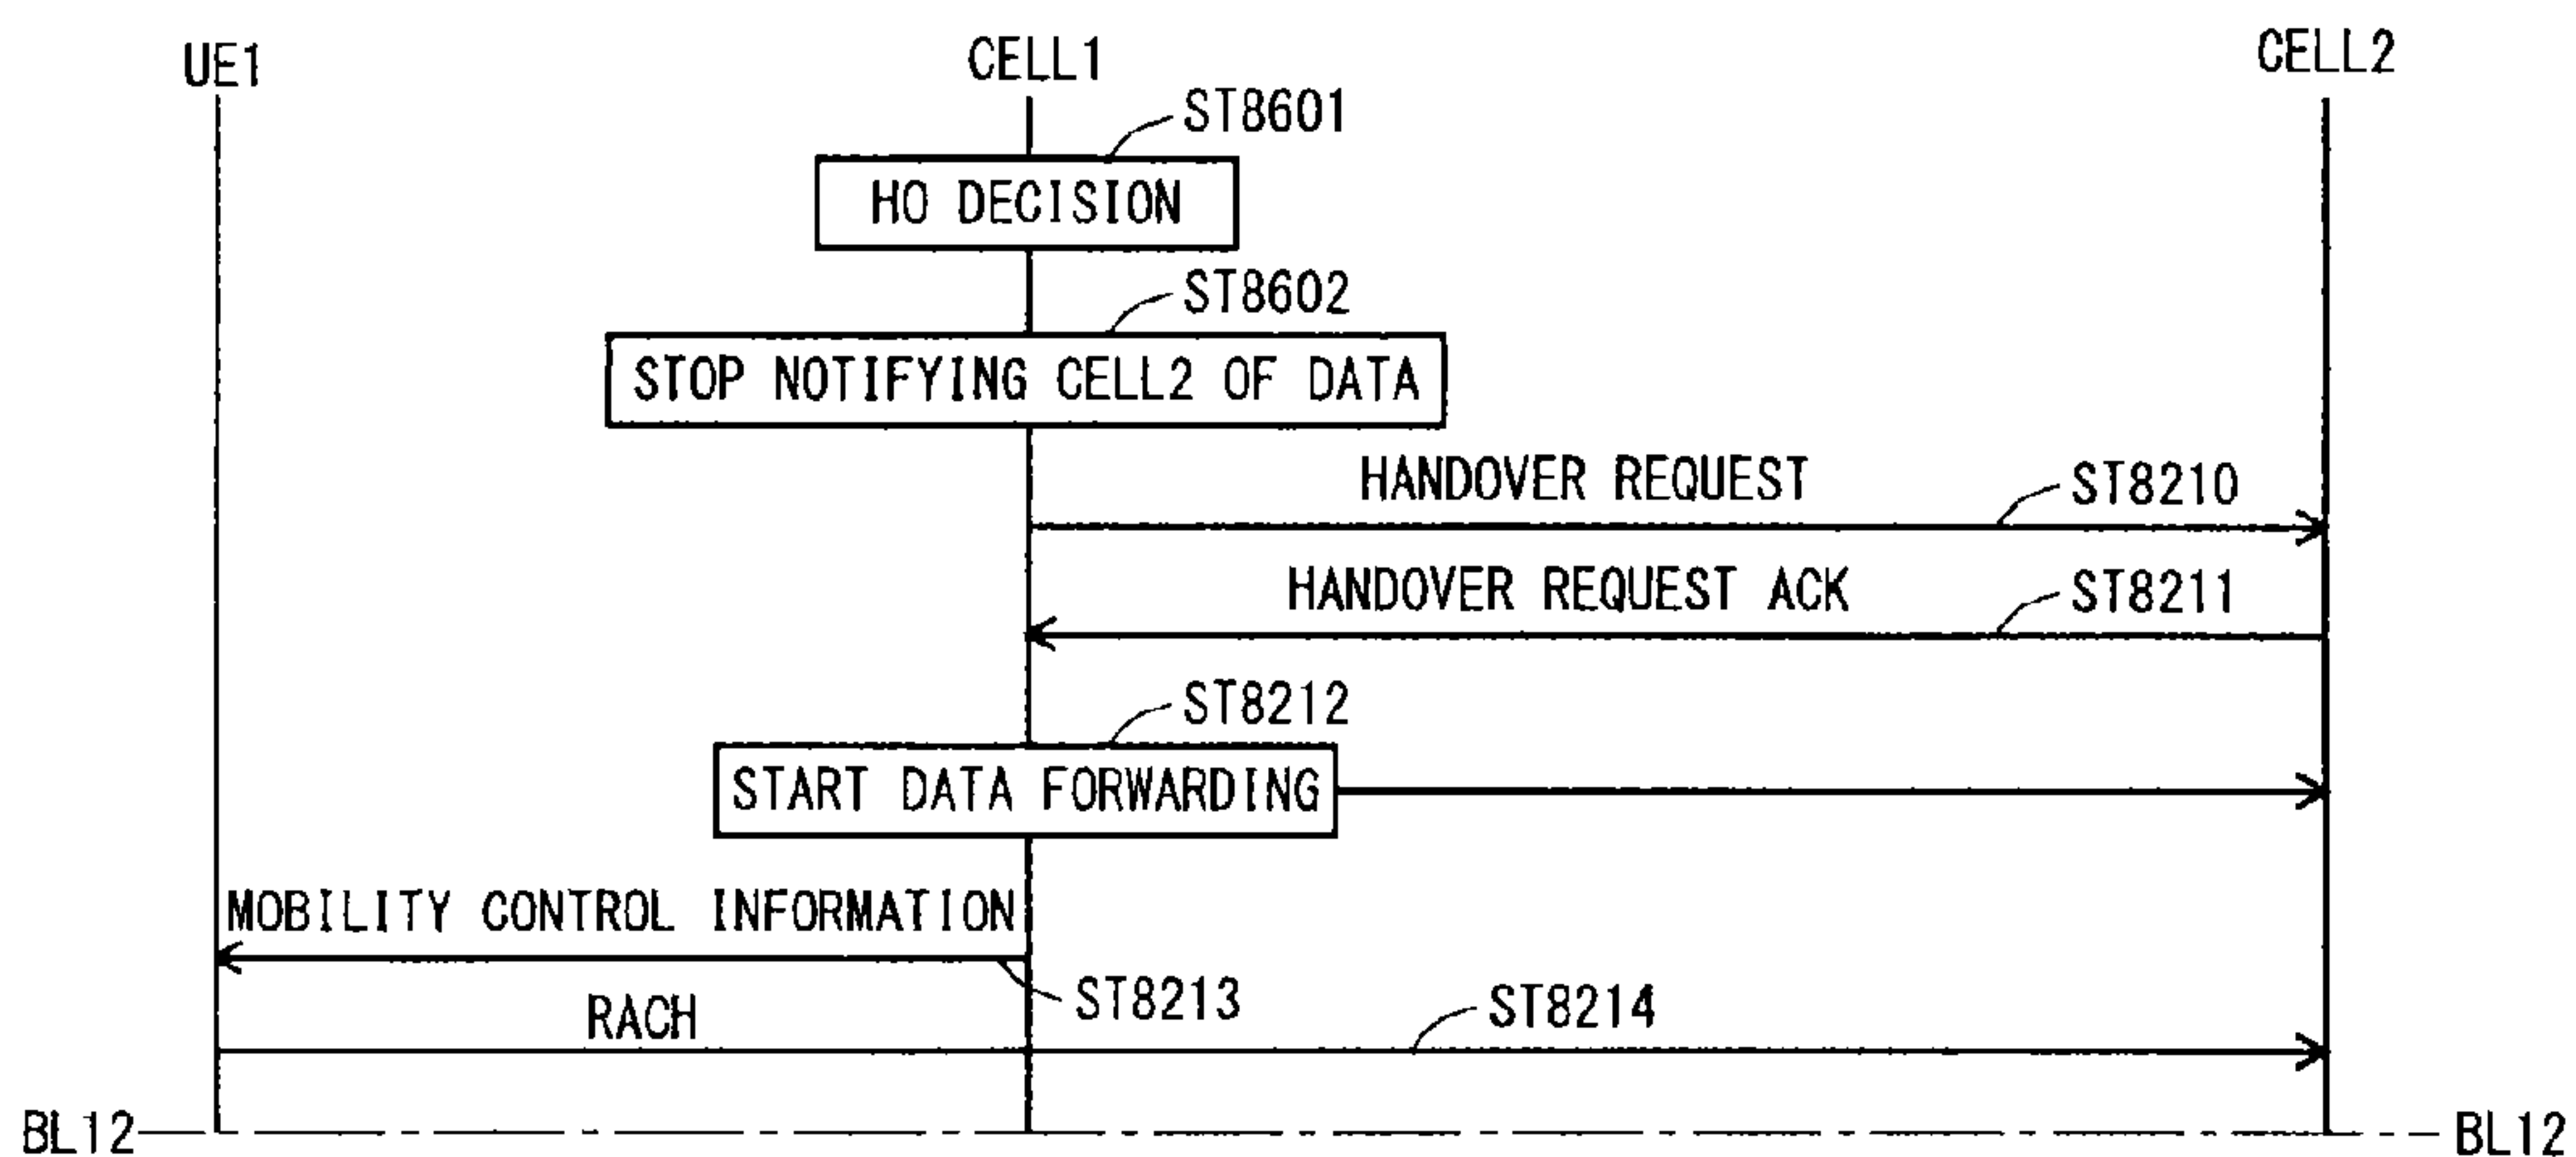 UE1
CELL1
CELL2
ST8601
HO DECISION
ST8602
STOP NOTIFYING CELL2 OF DATA
HANDOVER REQUEST
ST8210
HANDOVER REQUEST ACK
ST8211
ST8212
START DATA FORWARDING
MOBILITY CONTROL INFORMATION
ST8213
RACH
ST8214
BL12
BL12